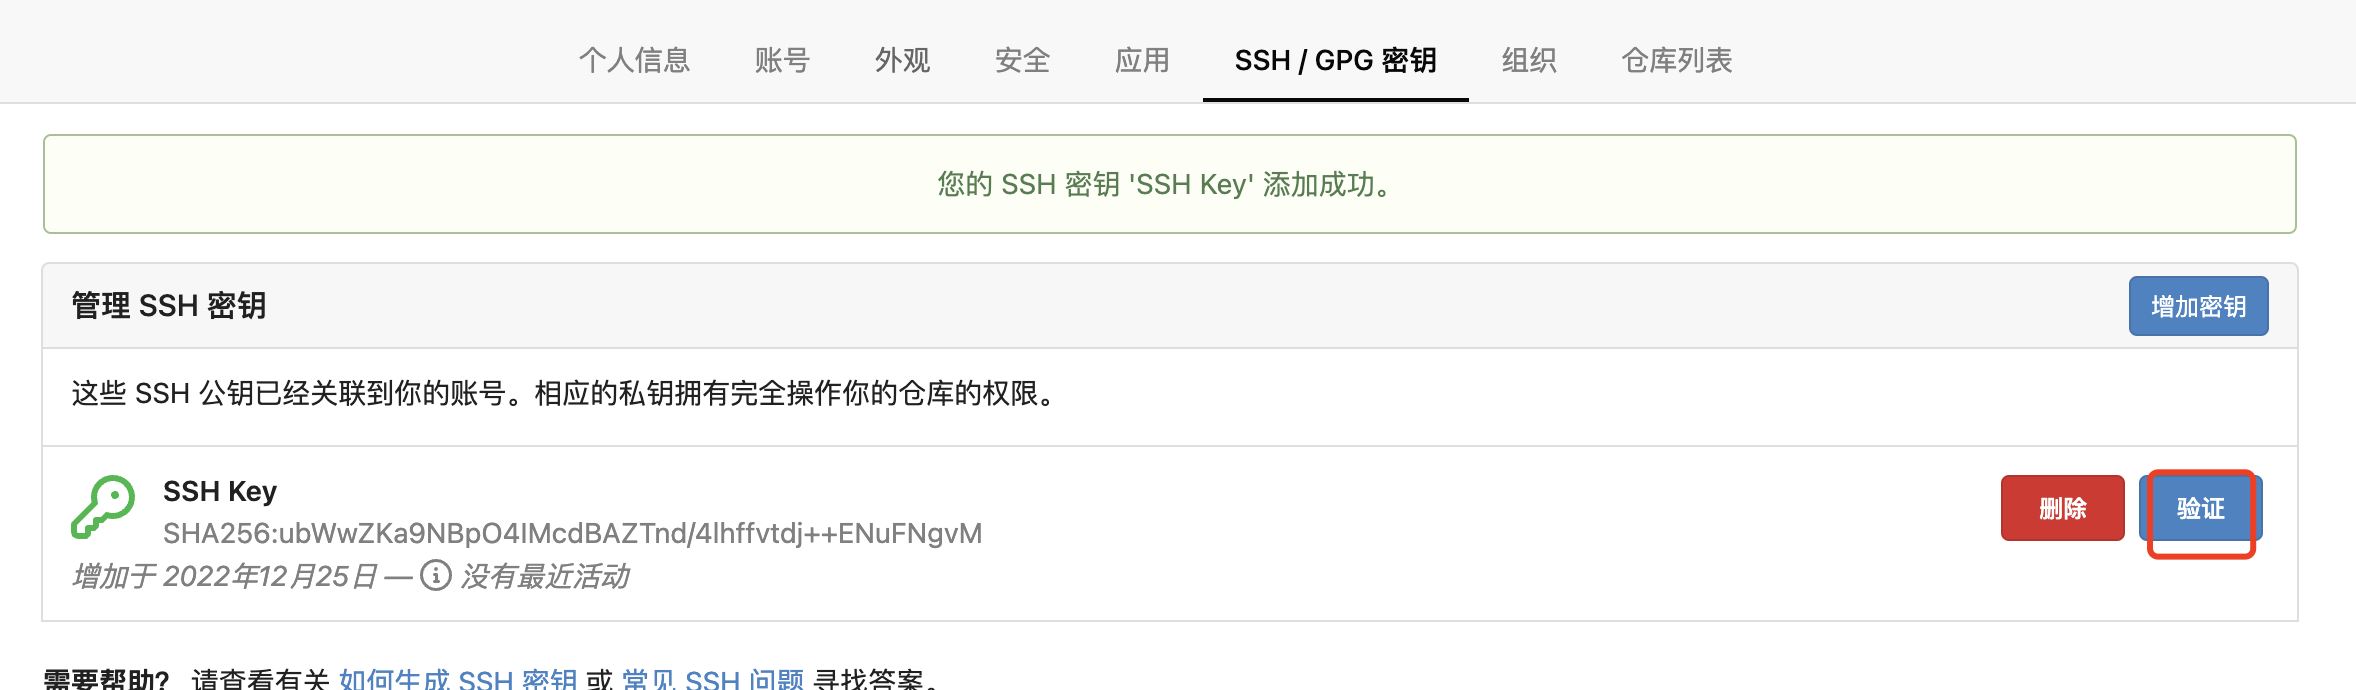 个人信息 账号 外观 安全 应用 SSH / GPG 密钥 组织 仓库列表
您的 SSH 密钥 'SSH Key' 添加成功。
管理 SSH 密钥 增加密钥
这些 SSH 公钥已经关联到你的账号。相应的私钥拥有完全操作你的仓库的权限。
SSH Key 删除 验证
SHA256:ubWwZKa9NBpO4IMcdBAZTnd/4lhffvtdj++ENuFNgvM
增加于 2022年12月25日 — 没有最近活动
需要帮助? 请查看有关 如何生成 SSH 密钥 或 常见 SSH 问题 寻找答案。